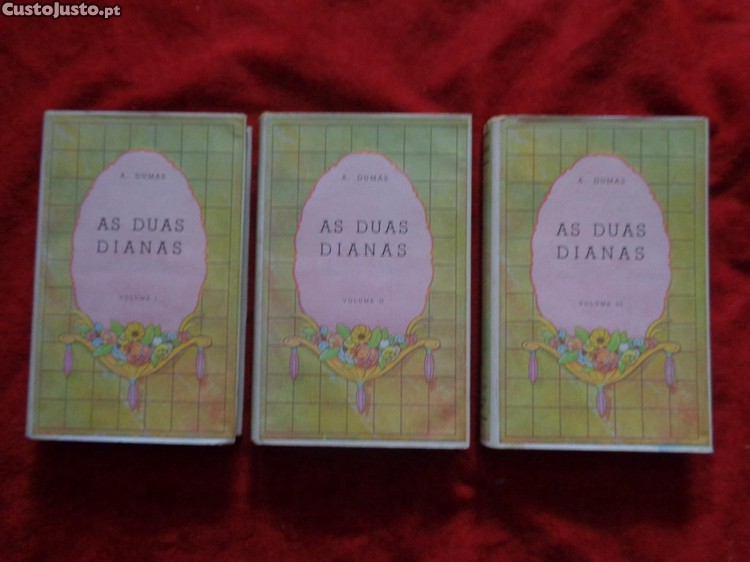 CustoJusto.pt
A. DUMAS
AS DUAS
DIANAS
VOLUME I
A. DUMAS
AS DUAS
DIANAS
VOLUME II
A. DUMAS
AS DUAS
DIANAS
VOLUME III